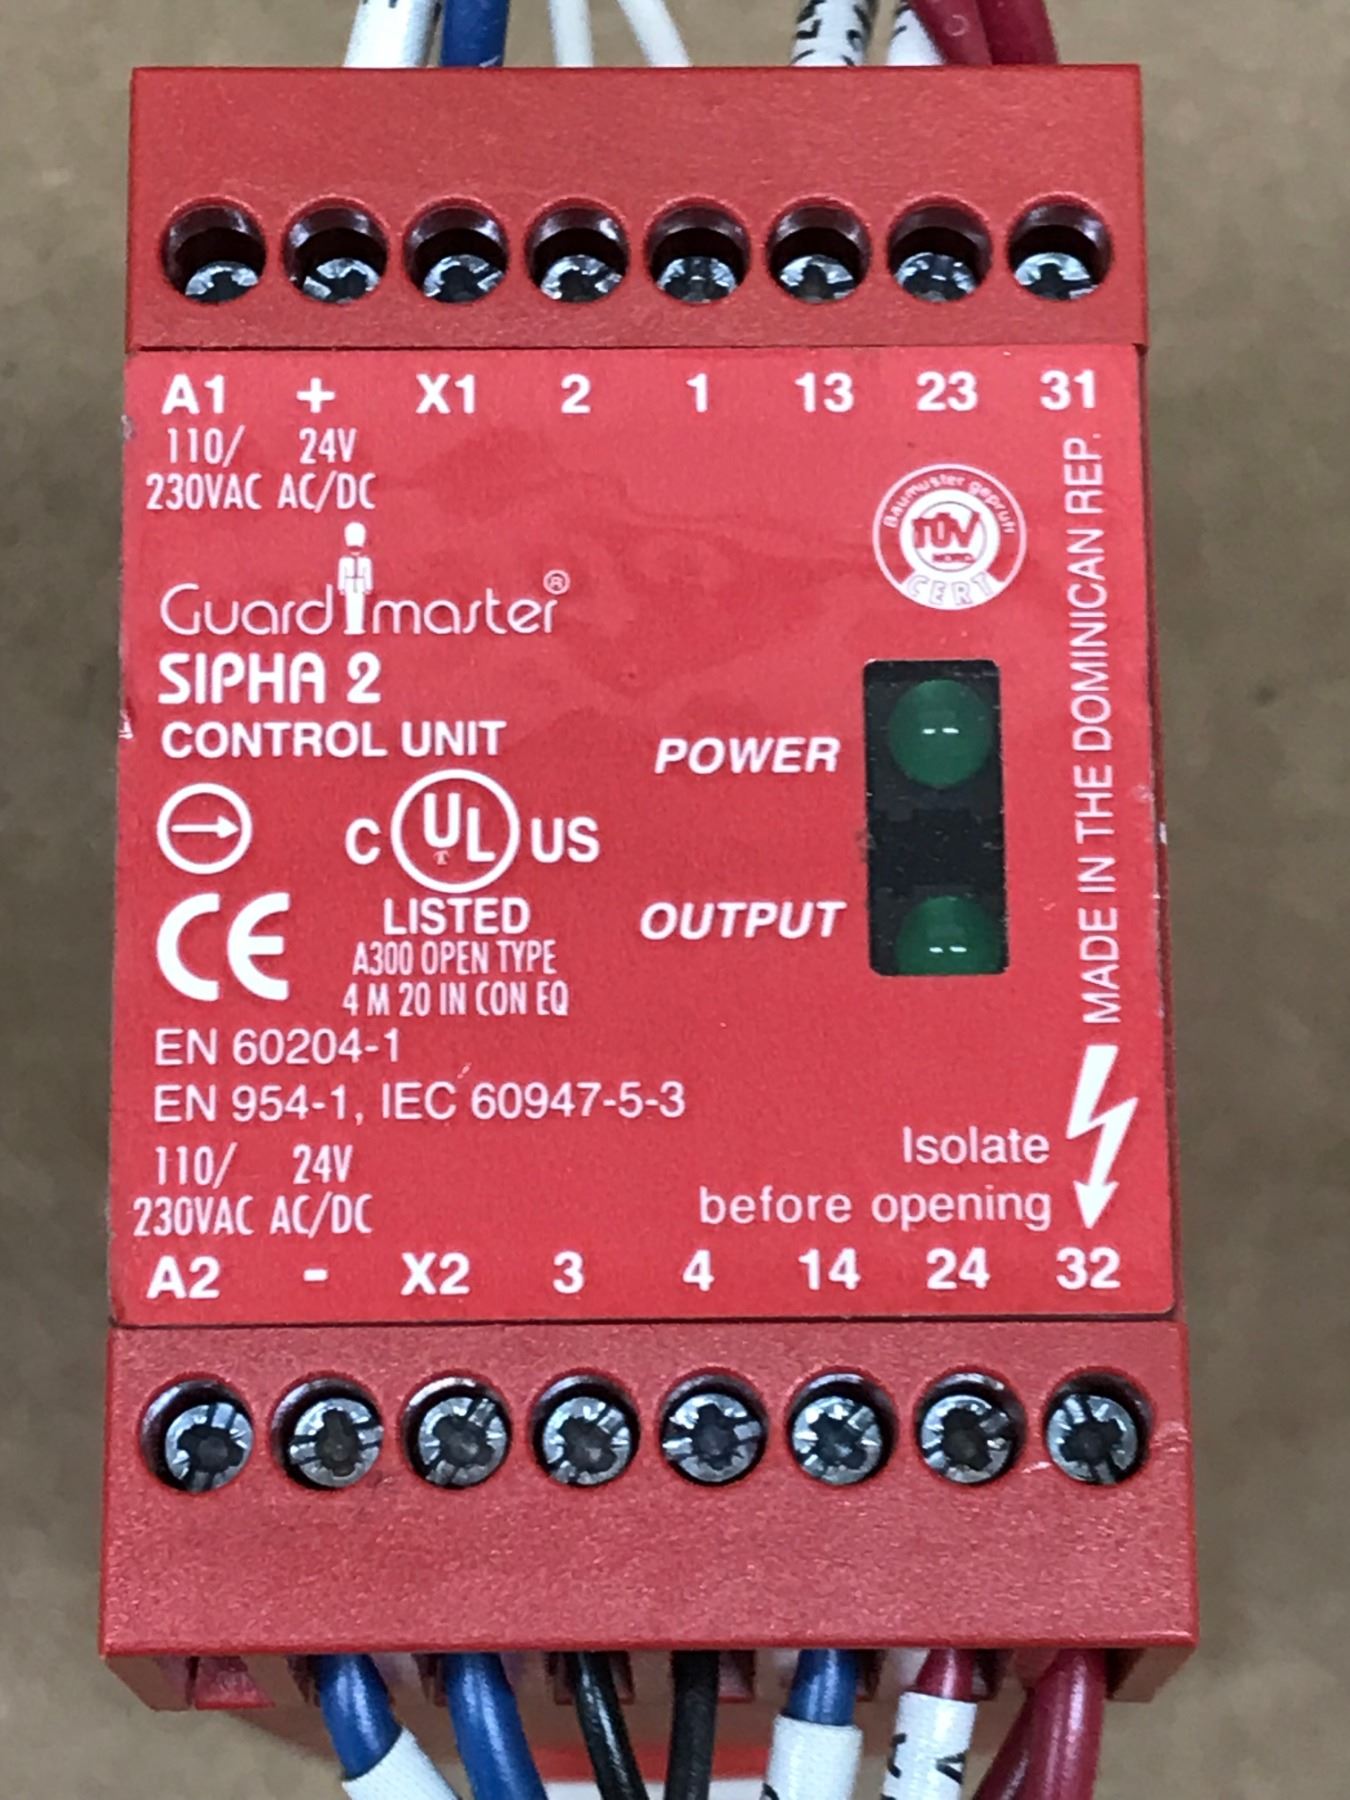 A1 + X1 2 1 13 23 31
110/ 24V
230VAC AC/DC
Guardmaster®
SIPHA 2
CONTROL UNIT
C UL US
LISTED
A300 OPEN TYPE
4 M 20 IN CON EQ
CE
EN 60204-1
EN 954-1, IEC 60947-5-3
Baumuster geprüft
TÜV
CERT
POWER
OUTPUT
MADE IN THE DOMINICAN REP.
Isolate
before opening
110/ 24V
230VAC AC/DC
A2 - X2 3 4 14 24 32